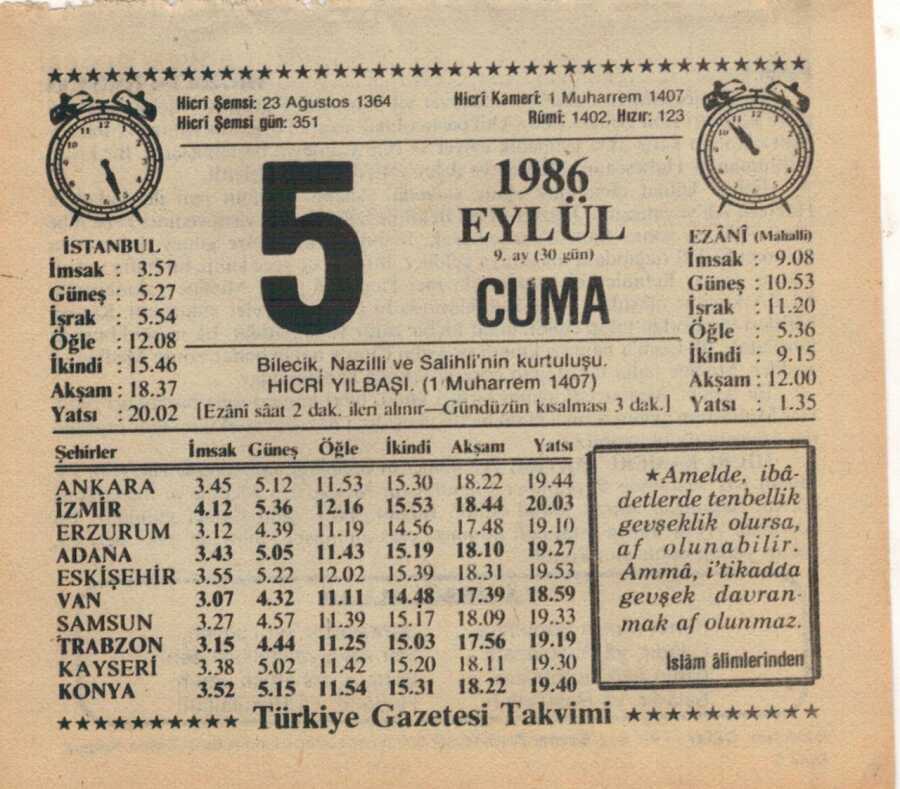 Hicrî Şemsi: 23 Ağustos 1364
Hicrî Şemsi gün: 351
Hicrî Kamerî: 1 Muharrem 1407
Rûmi: 1402, Hızır: 123
5
1986
EYLÜL
9. ay (30 gün)
CUMA
İSTANBUL
İmsak : 3.57
Güneş : 5.27
İşrak : 5.54
Öğle : 12.08
İkindi : 15.46
Akşam : 18.37
Yatsı : 20.02
EZÂNÎ (Mahallî)
İmsak : 9.08
Güneş : 10.53
İşrak : 11.20
Öğle : 5.36
İkindi : 9.15
Akşam : 12.00
Yatsı : 1.35
Bilecik, Nazilli ve Salihli'nin kurtuluşu.
HİCRİ YILBAŞI. (1 Muharrem 1407)
[Ezânî sâat 2 dak. ileri alınır—Gündüzün kısalması 3 dak.]
Şehirler İmsak Güneş Öğle İkindi Akşam Yatsı
ANKARA 3.45 5.12 11.53 15.30 18.22 19.44
İZMİR 4.12 5.36 12.16 15.53 18.44 20.03
ERZURUM 3.12 4.39 11.19 14.56 17.48 19.10
ADANA 3.43 5.05 11.43 15.19 18.10 19.27
ESKİŞEHİR 3.55 5.22 12.02 15.39 18.31 19.53
VAN 3.07 4.32 11.11 14.48 17.39 18.59
SAMSUN 3.27 4.57 11.39 15.17 18.09 19.33
TRABZON 3.15 4.44 11.25 15.03 17.56 19.19
KAYSERİ 3.38 5.02 11.42 15.20 18.11 19.30
KONYA 3.52 5.15 11.54 15.31 18.22 19.40
★Amelde, ibâ-
detlerde tenbellik
gevşeklik olursa,
af olunabilir.
Ammâ, i'tikadda
gevşek davran-
mak af olunmaz.
İslâm âlimlerinden
Türkiye Gazetesi Takvimi